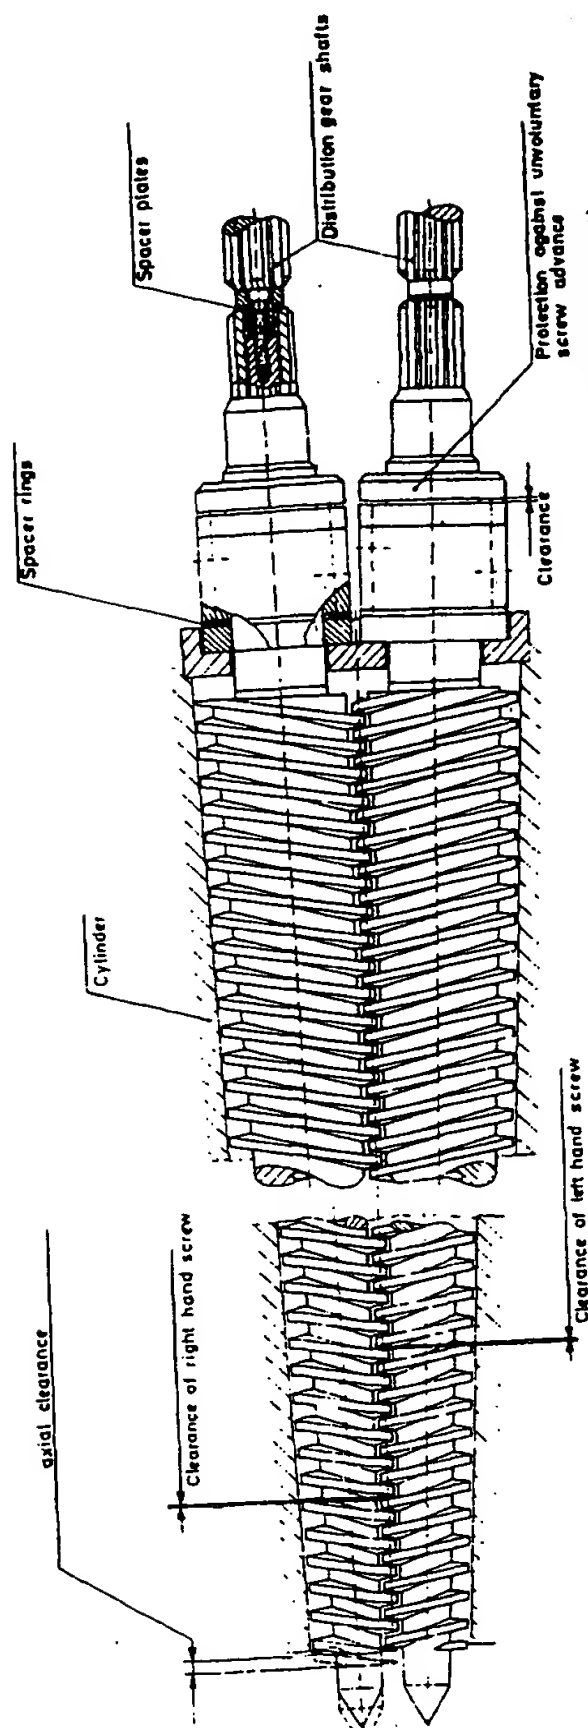 axial clearance
Clearance of right hand screw
Cylinder
Spacer rings
Spacer plates
Distribution gear shafts
Protection against unvoluntary
screw advance
Clearance
Clearance of left hand screw